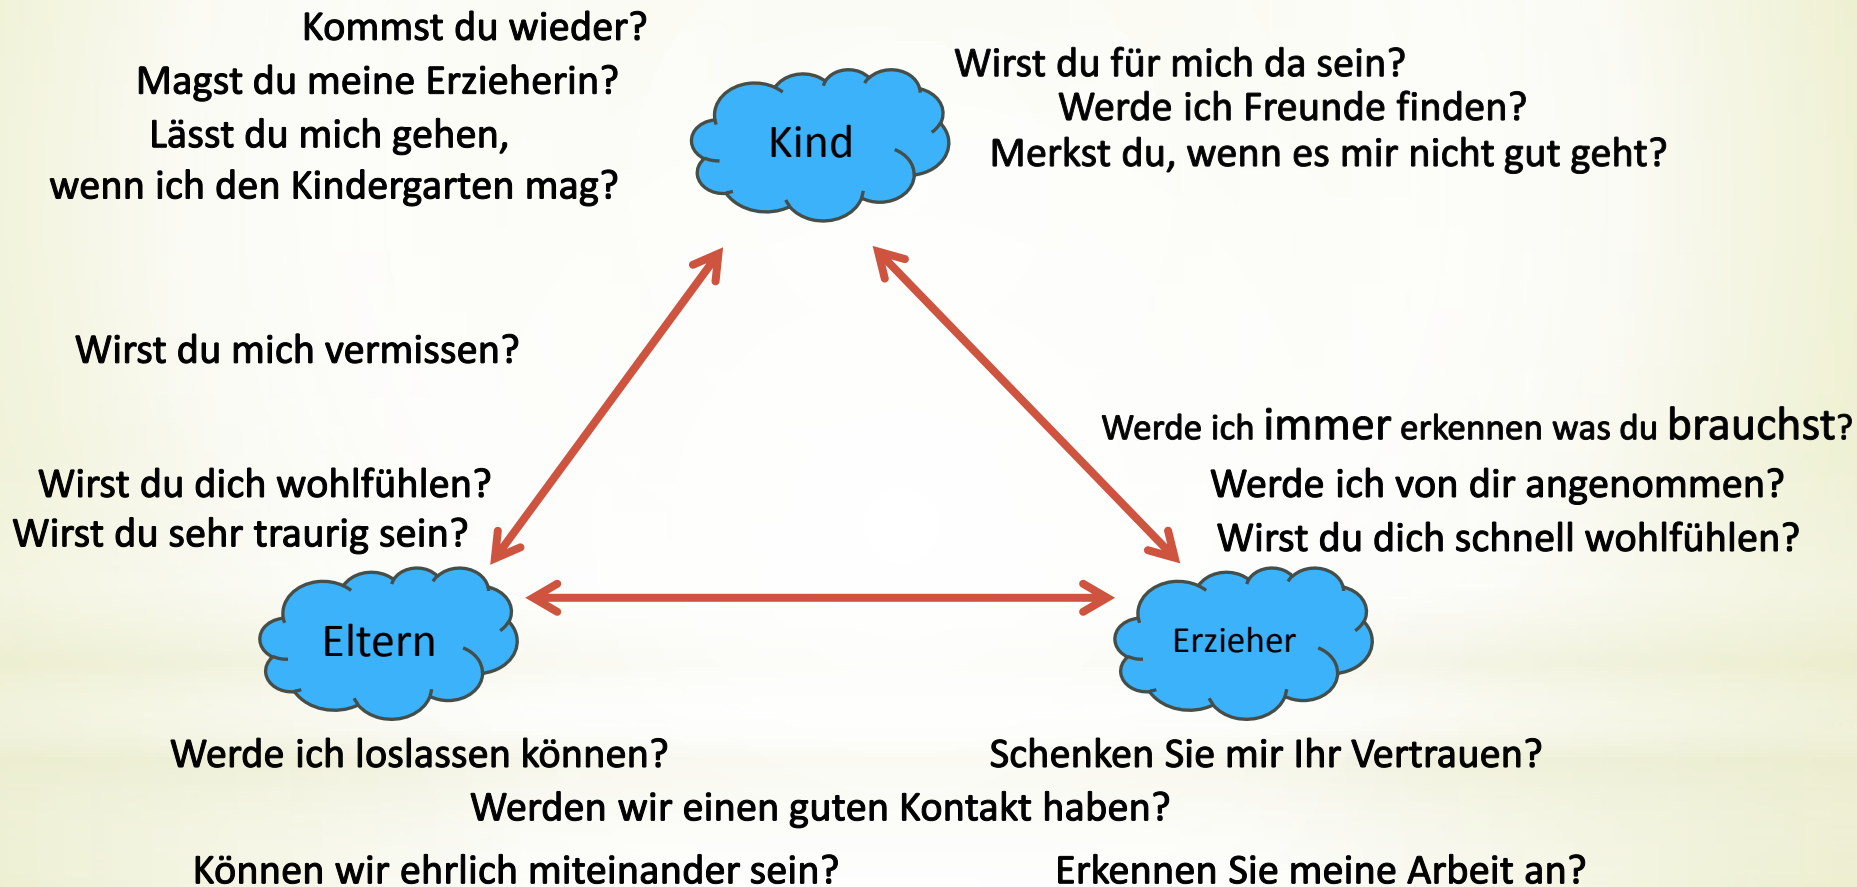 Kommst du wieder?
Magst du meine Erzieherin?
Lässt du mich gehen,
wenn ich den Kindergarten mag?
Kind
Wirst du für mich da sein?
Werde ich Freunde finden?
Merkst du, wenn es mir nicht gut geht?
Wirst du mich vermissen?
Wirst du dich wohlfühlen?
Wirst du sehr traurig sein?
Werde ich immer erkennen was du brauchst?
Werde ich von dir angenommen?
Wirst du dich schnell wohlfühlen?
Eltern
Erzieher
Werde ich loslassen können?
Schenken Sie mir Ihr Vertrauen?
Werden wir einen guten Kontakt haben?
Können wir ehrlich miteinander sein?
Erkennen Sie meine Arbeit an?